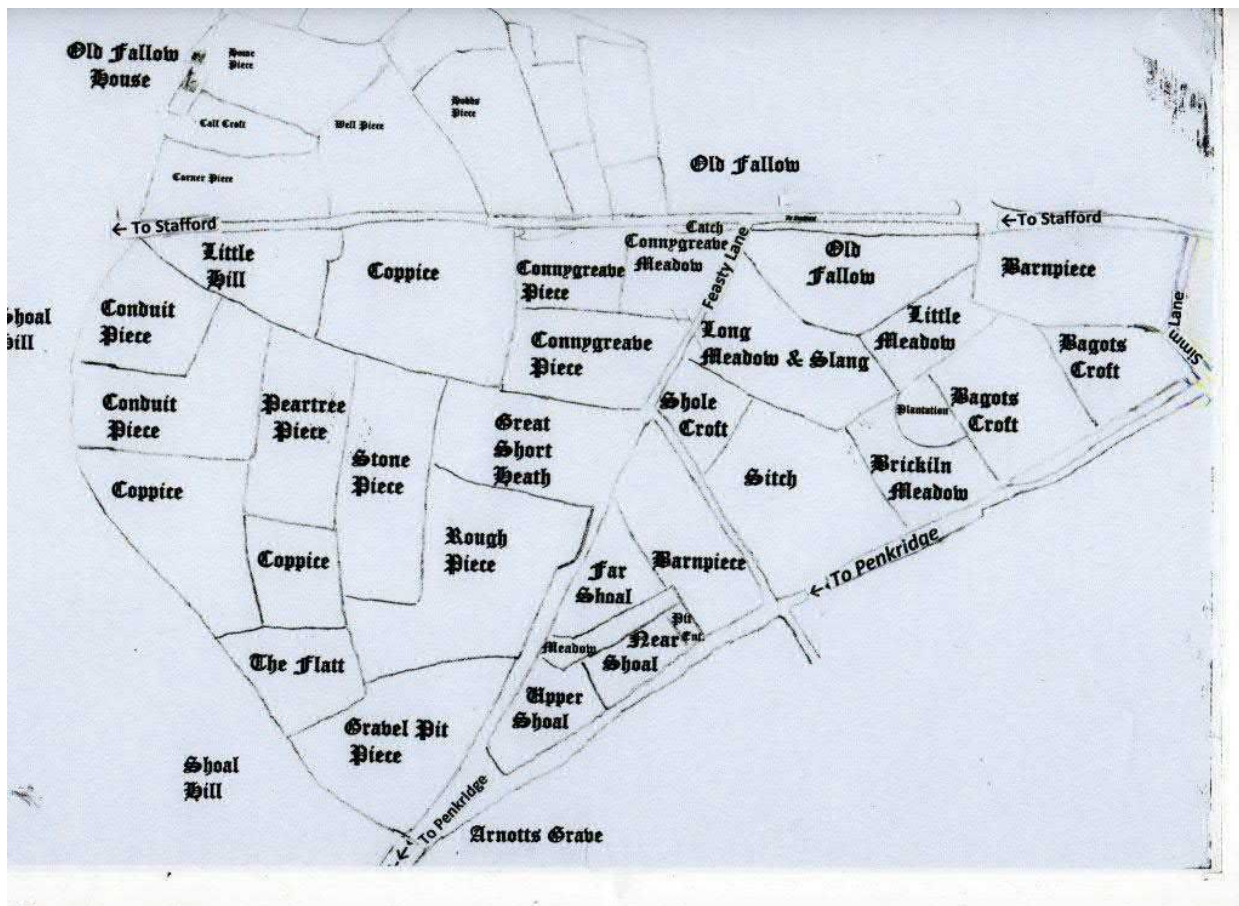 Old Fallow
House
House
Piece
Hodds
Piece
Calf Croft
Well Piece
Corner Piece
Old Fallow
←To Stafford
←To Stafford
Catch
Connygreave
Meadow
Feasty Lane
Little
Hill
Coppice
Connygreave
Piece
Old
Fallow
Barnpiece
Simm Lane
Shoal
Hill
Conduit
Piece
Connygreave
Piece
Long
Meadow & Slang
Little
Meadow
Bagots
Croft
Conduit
Piece
Peartree
Piece
Great
Short
Heath
Shole
Croft
Plantation
Bagots
Croft
Coppice
Stone
Piece
Sitch
Brickiln
Meadow
Coppice
Rough
Piece
Far
Shoal
Barnpiece
←To Penkridge
Pit
Ent.
Near
Shoal
Meadow
The Flatt
Upper
Shoal
Gravel Pit
Piece
Shoal
Hill
←To Penkridge
Arnotts Grave